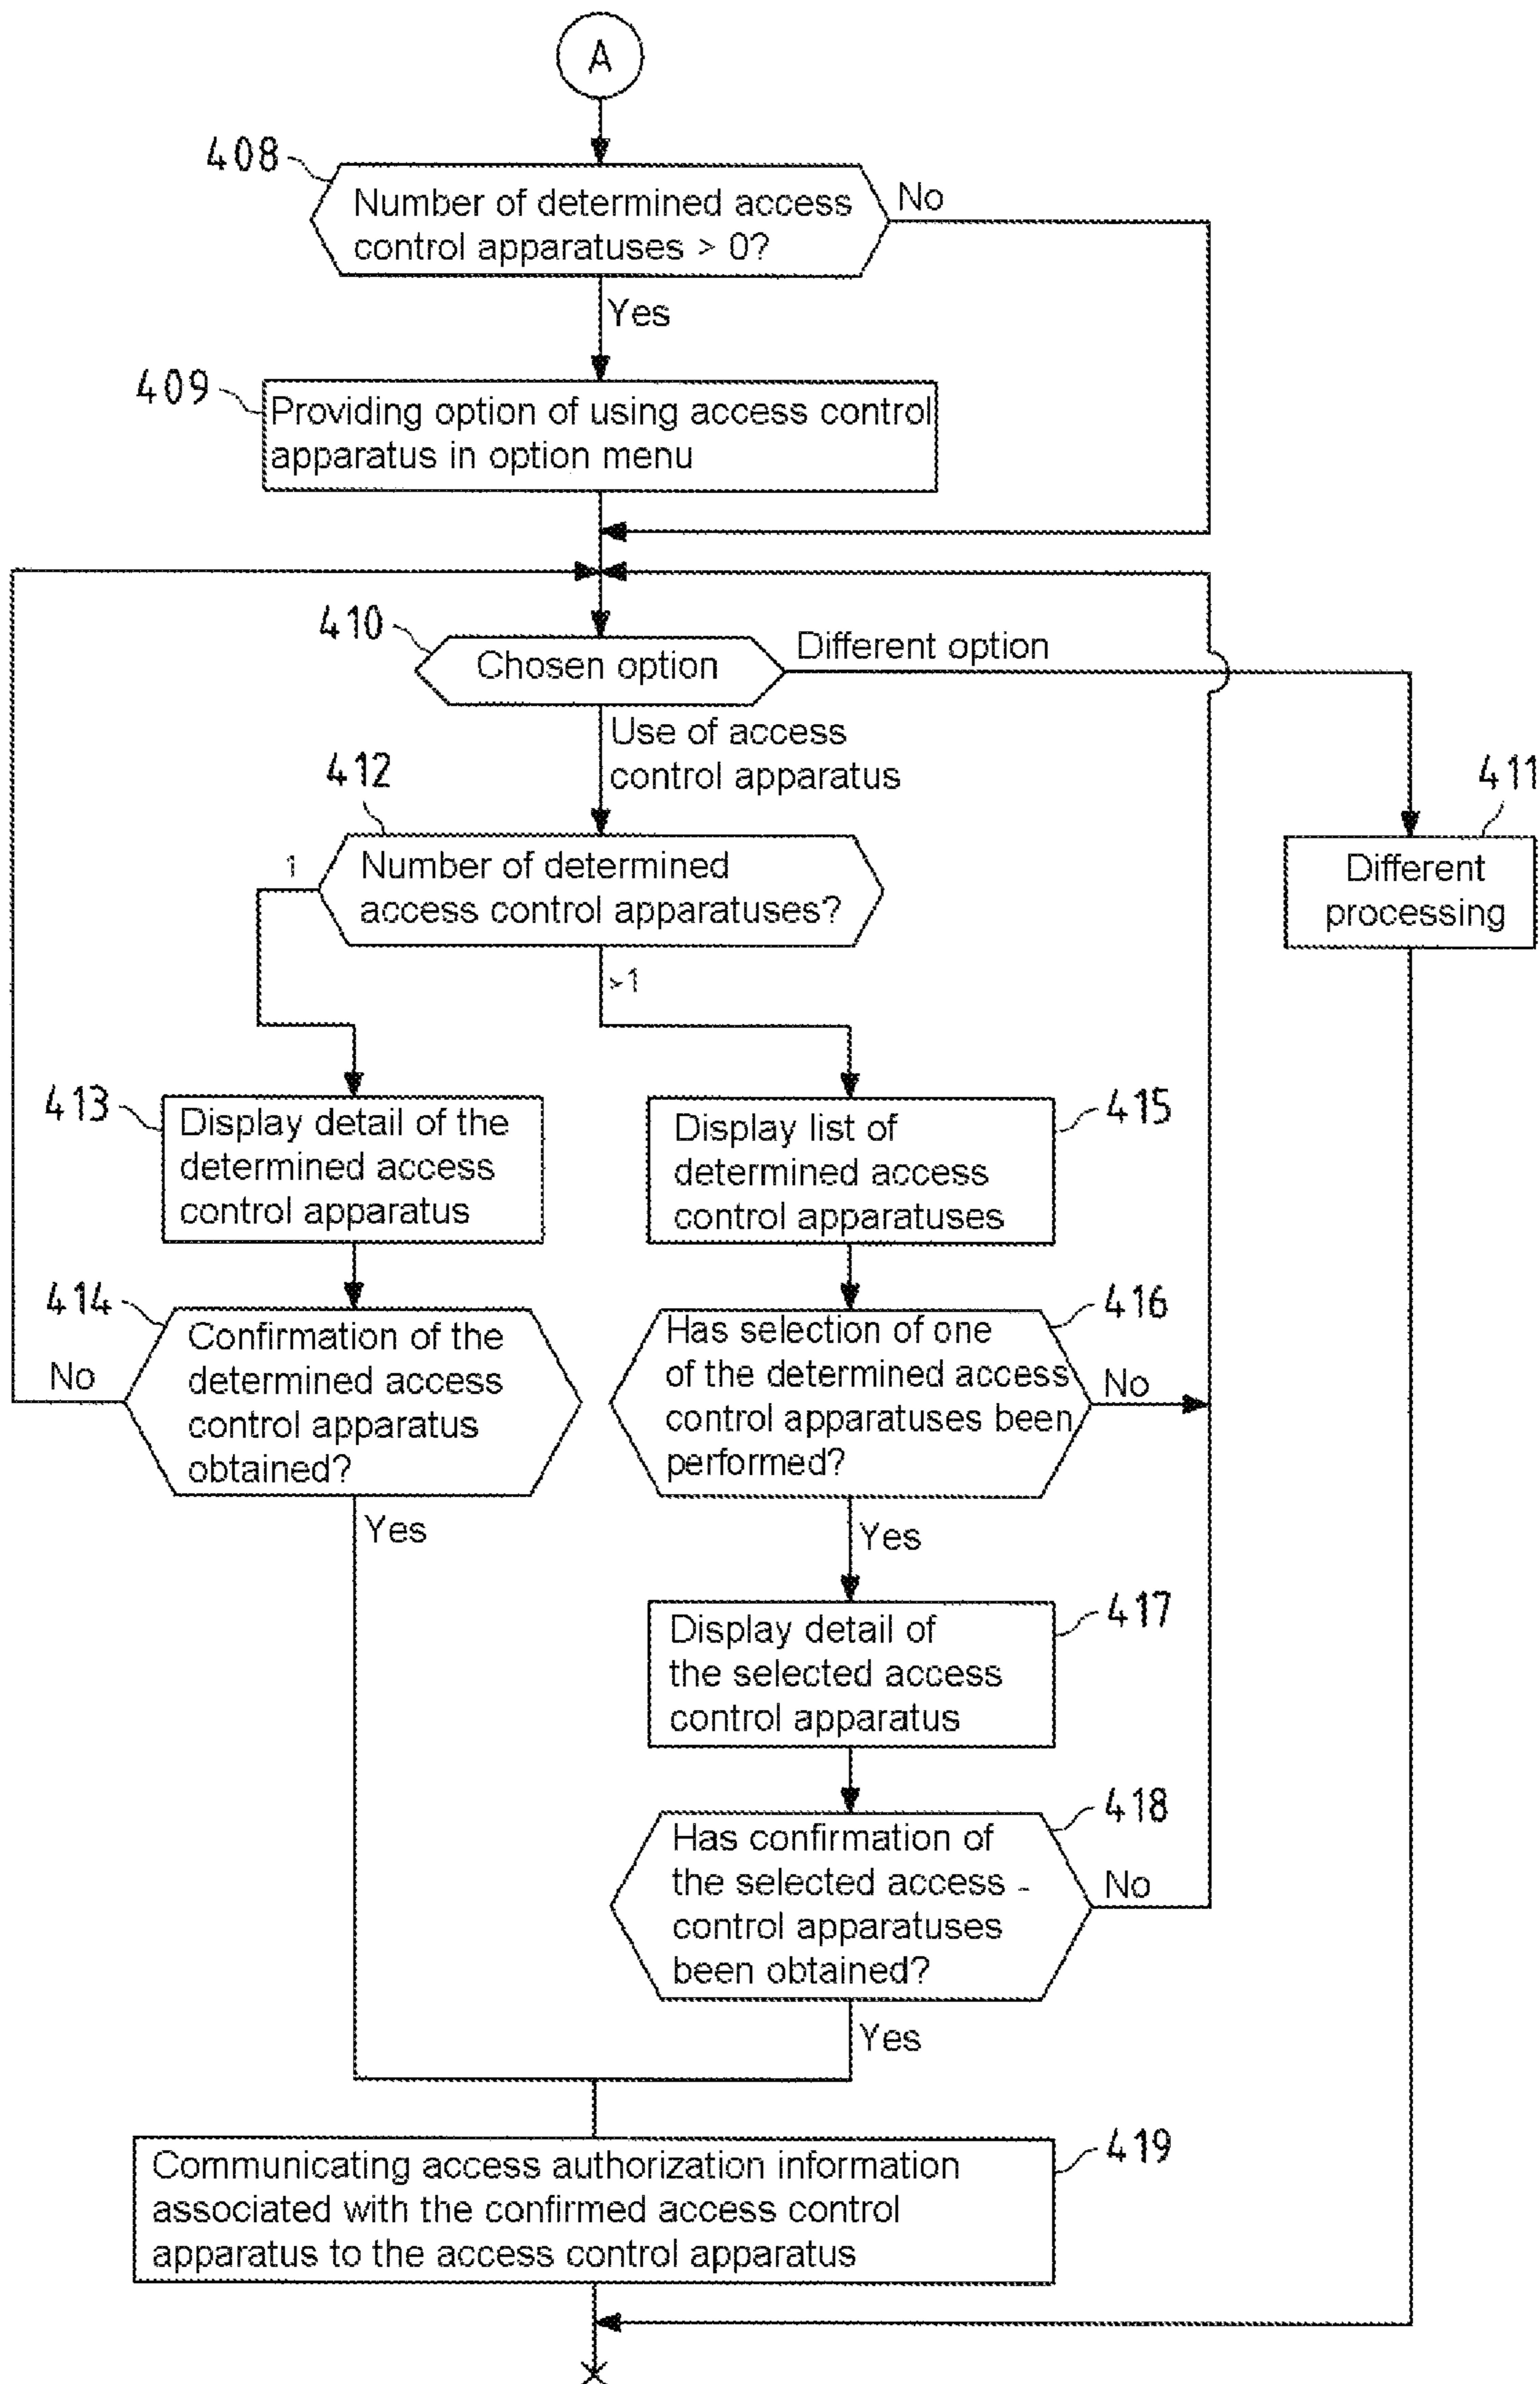 A
408
Number of determined access
control apparatuses > 0?
No
Yes
409
Providing option of using access control
apparatus in option menu
410
Chosen option
Different option
Use of access
control apparatus
411
Different
processing
412
Number of determined
access control apparatuses?
1
>1
413
Display detail of the
determined access
control apparatus
415
Display list of
determined access
control apparatuses
414
Confirmation of the
determined access
control apparatus
obtained?
No
Yes
416
Has selection of one
of the determined access
control apparatuses been
performed?
No
Yes
417
Display detail of
the selected access
control apparatus
418
Has confirmation of
the selected access -
control apparatuses
been obtained?
No
Yes
419
Communicating access authorization information
associated with the confirmed access control
apparatus to the access control apparatus